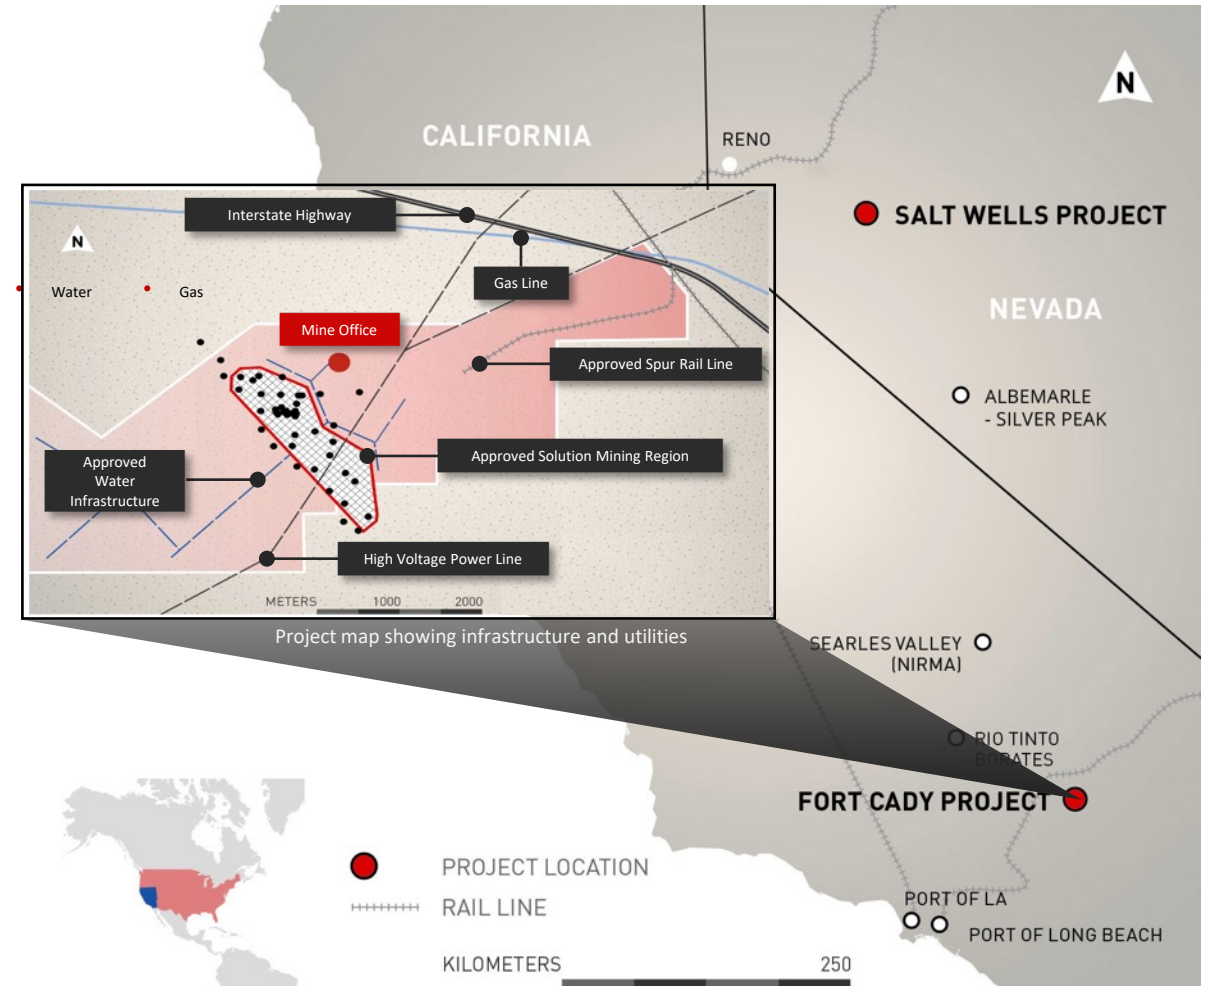 N
CALIFORNIA
RENO
SALT WELLS PROJECT
NEVADA
Interstate Highway
N
Gas Line
Water
Gas
Mine Office
Approved Spur Rail Line
ALBEMARLE
- SILVER PEAK
Approved Solution Mining Region
Approved
Water
Infrastructure
High Voltage Power Line
METERS 1000 2000
Project map showing infrastructure and utilities
SEARLES VALLEY
(NIRMA)
RIO TINTO
BORATES
FORT CADY PROJECT
PROJECT LOCATION
RAIL LINE
PORT OF LA
PORT OF LONG BEACH
KILOMETERS 250